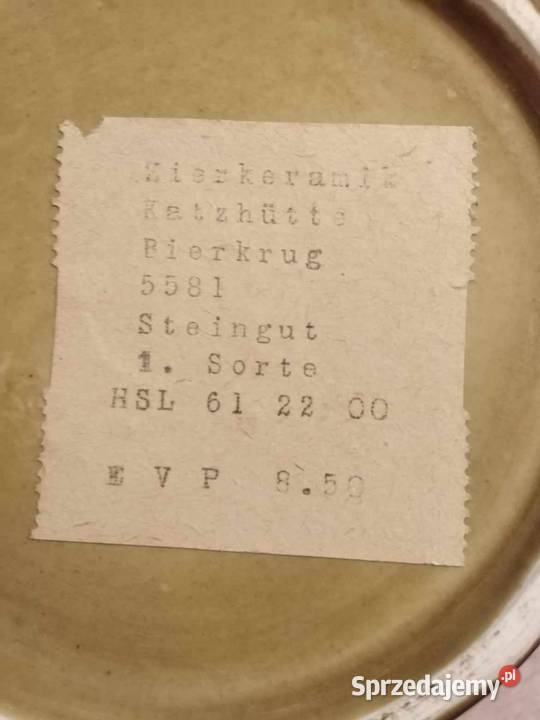 Zierkeramik
Katzhütte
Bierkrug
5581
Steingut
1. Sorte
HSL 61 22 00
E V P 8.50
Sprzedajemy.pl